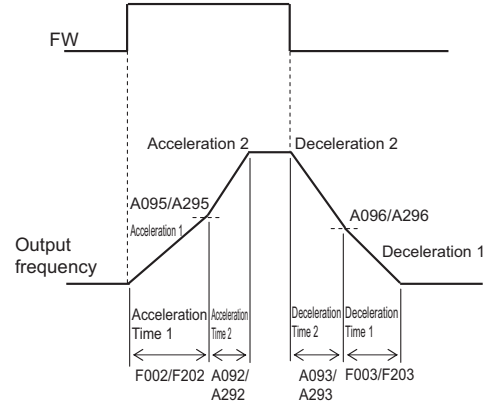 FW
Acceleration 2
Deceleration 2
A095/A295
A096/A296
Acceleration 1
Output
frequency
Deceleration 1
Acceleration
Time 1
Acceleration
Time 2
Deceleration
Time 2
Deceleration
Time 1
F002/F202
A092/
A292
A093/
A293
F003/F203